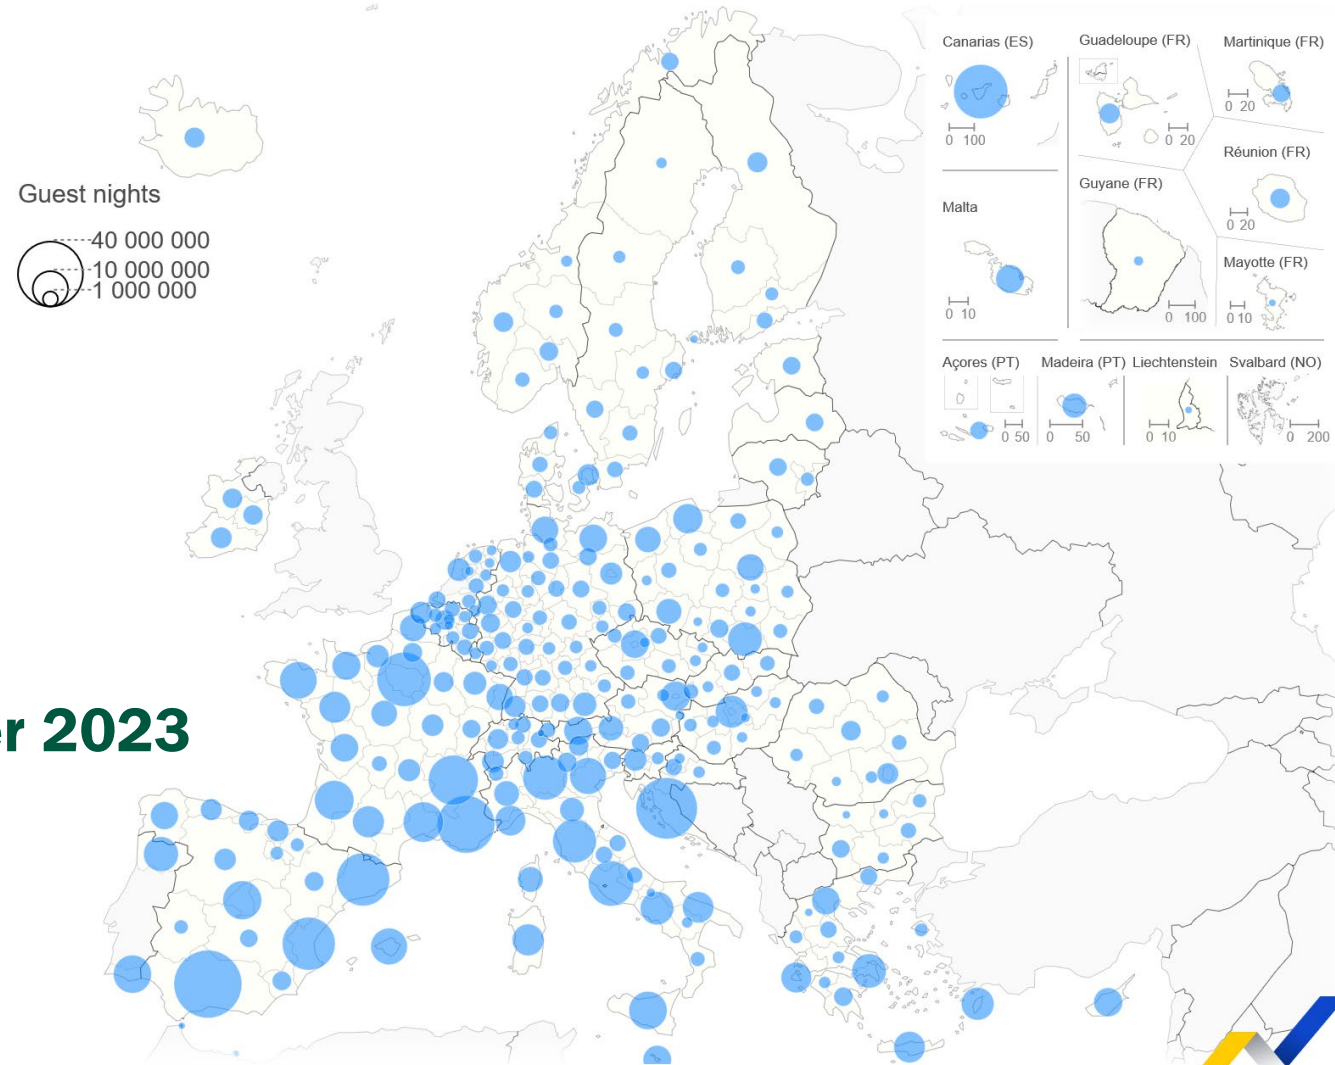 Guest nights
40 000 000
10 000 000
1 000 000
r 2023
Canarias (ES)
0 100
Guadeloupe (FR)
0 20
Martinique (FR)
0 20
Réunion (FR)
0 20
Malta
0 10
Guyane (FR)
0 100
Mayotte (FR)
0 10
Açores (PT)
0 50
Madeira (PT)
0 50
Liechtenstein
0 10
Svalbard (NO)
0 200